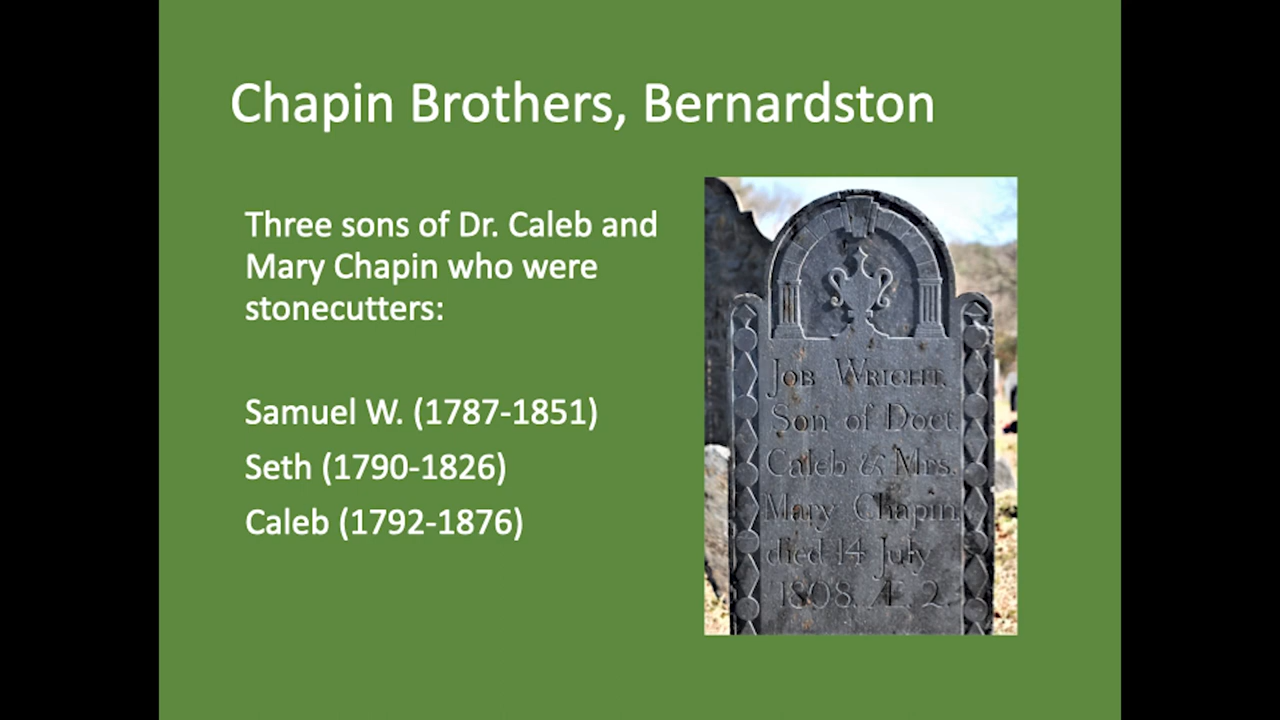 Chapin Brothers, Bernardston
Three sons of Dr. Caleb and
Mary Chapin who were
stonecutters:
Samuel W. (1787-1851)
Seth (1790-1826)
Caleb (1792-1876)
Job Wright,
Son of Doct.
Caleb & Mrs.
Mary Chapin
died 14 July
1808. Æ. 2.